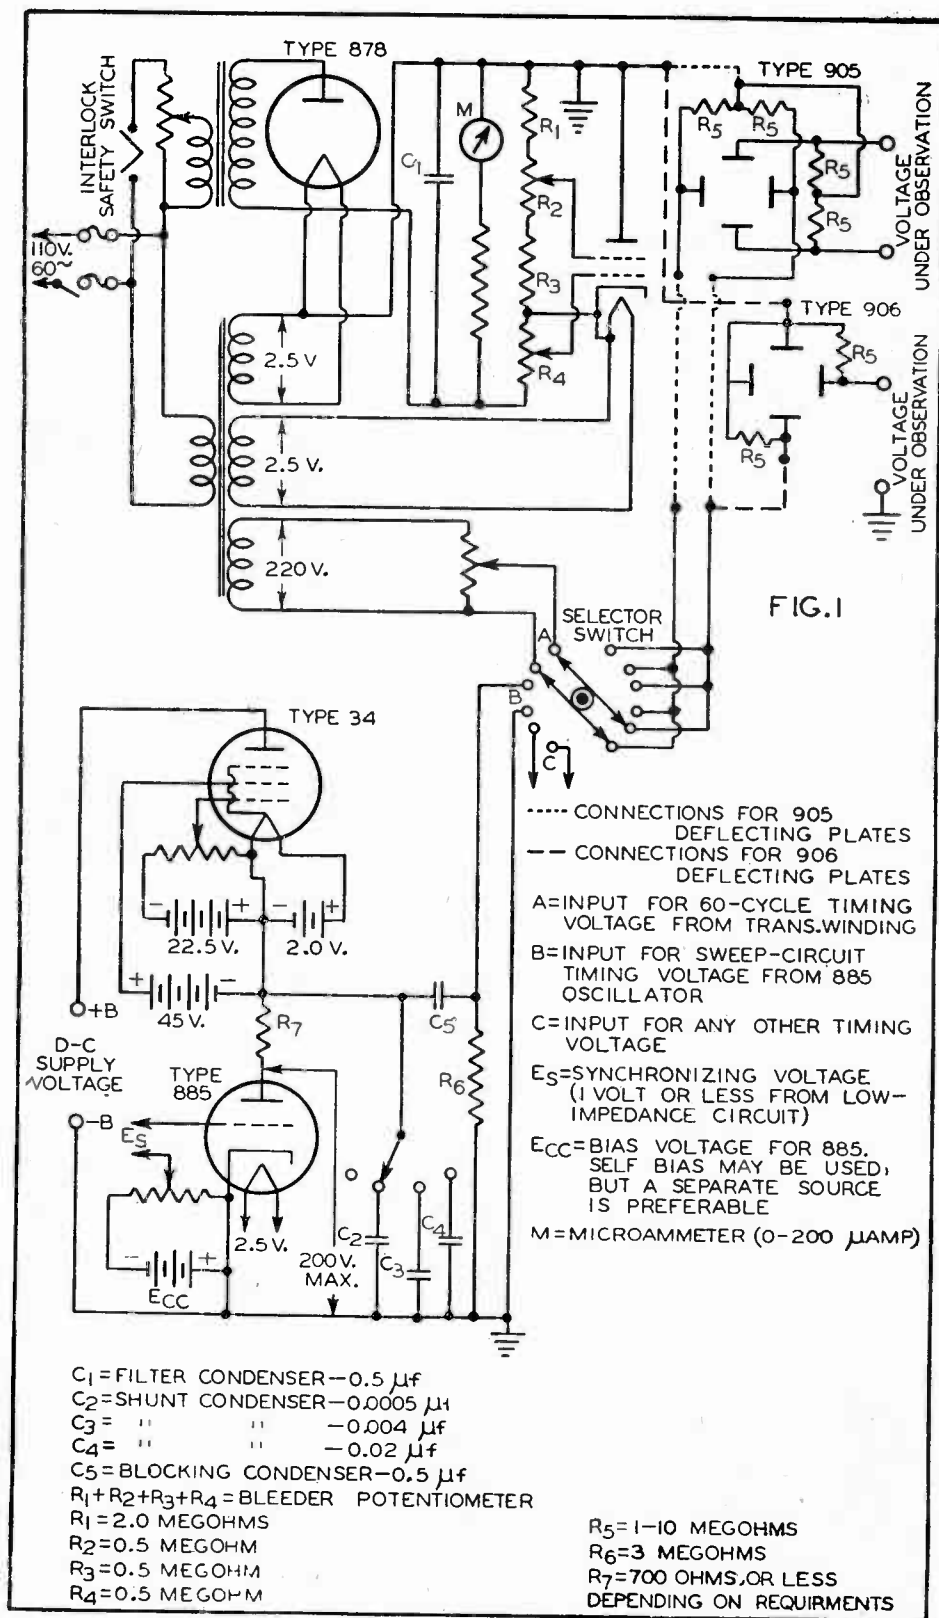 TYPE 878
TYPE 905
INTERLOCK
SAFETY SWITCH
M
C1
R1
R2
R3
R4
R5
R5
R5
R5
VOLTAGE
UNDER OBSERVATION
110V.
60~
2.5 V
TYPE 906
R5
R5
VOLTAGE
UNDER OBSERVATION
2.5 V.
220V.
FIG.1
SELECTOR
SWITCH
A
B
C
TYPE 34
- +
22.5 V.
- +
2.0 V.
+ -
45 V.
C5
R7
R6
+B
D-C
SUPPLY
VOLTAGE
-B
TYPE
885
ES
2.5 V.
200V.
MAX.
- +
ECC
C2
C3
C4
CONNECTIONS FOR 905
DEFLECTING PLATES
CONNECTIONS FOR 906
DEFLECTING PLATES
A=INPUT FOR 60-CYCLE TIMING
VOLTAGE FROM TRANS.WINDING
B=INPUT FOR SWEEP-CIRCUIT
TIMING VOLTAGE FROM 885
OSCILLATOR
C=INPUT FOR ANY OTHER TIMING
VOLTAGE
ES=SYNCHRONIZING VOLTAGE
(1 VOLT OR LESS FROM LOW-
IMPEDANCE CIRCUIT)
ECC=BIAS VOLTAGE FOR 885.
SELF BIAS MAY BE USED,
BUT A SEPARATE SOURCE
IS PREFERABLE
M=MICROAMMETER (0-200 µAMP)
C1=FILTER CONDENSER-0.5 µf
C2=SHUNT CONDENSER-0.0005 µf
C3= " " -0.004 µf
C4= " " -0.02 µf
C5=BLOCKING CONDENSER-0.5 µf
R1+R2+R3+R4=BLEEDER POTENTIOMETER
R1=2.0 MEGOHMS
R2=0.5 MEGOHM
R3=0.5 MEGOHM
R4=0.5 MEGOHM
R5=1-10 MEGOHMS
R6=3 MEGOHMS
R7=700 OHMS,OR LESS
DEPENDING ON REQUIRMENTS